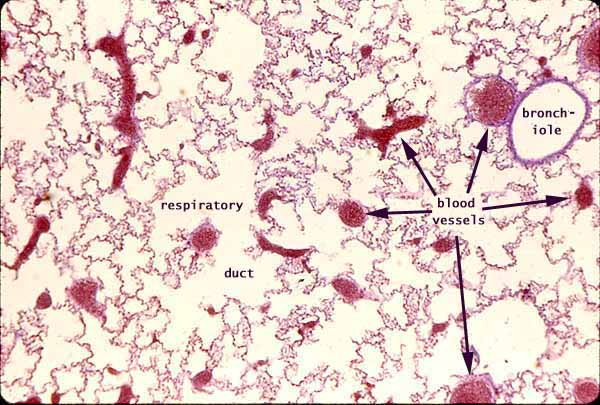 bronch-
iole
respiratory
blood
vessels
duct